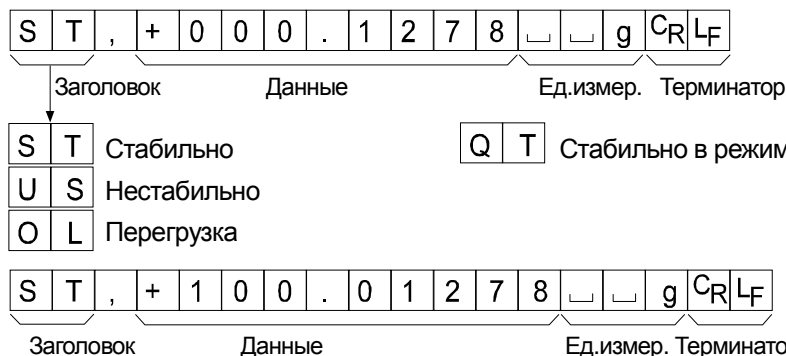 S T , + 0 0 0 . 1 2 7 8 ␣ ␣ g CR LF
Заголовок Данные Ед.измер. Терминатор
S T Стабильно Q T Стабильно в режим
U S Нестабильно
O L Перегрузка
S T , + 1 0 0 . 0 1 2 7 8 ␣ ␣ g CR LF
Заголовок Данные Ед.измер. Терминато